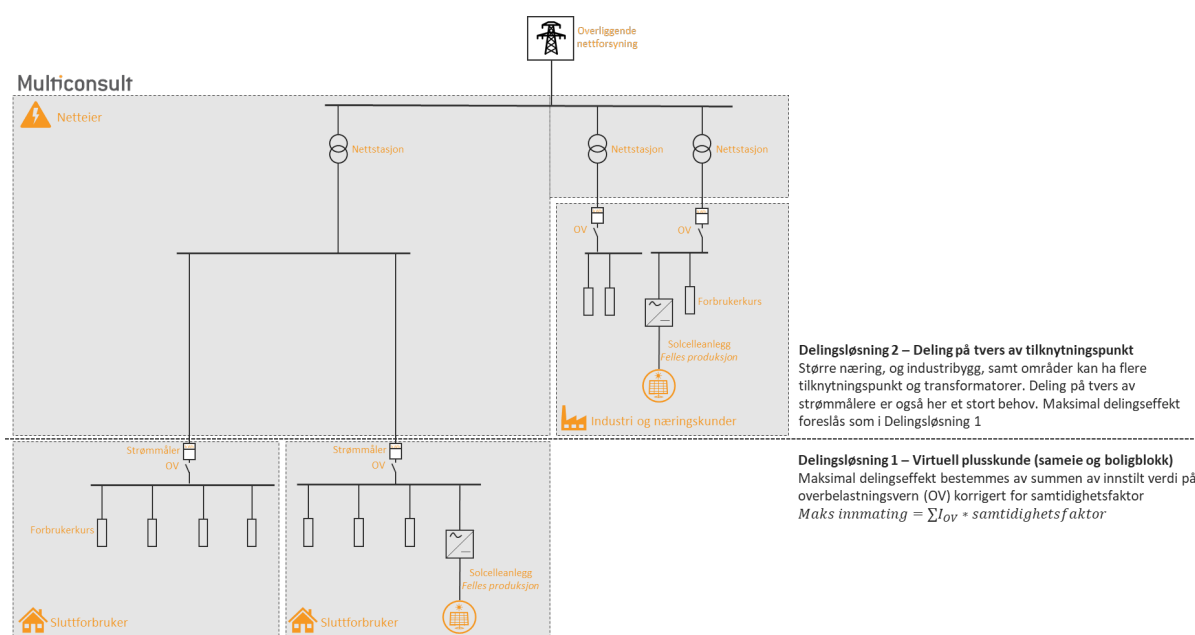 Overliggende
nettforsyning
Multiconsult
Netteier
Nettstasjon
Nettstasjon
Nettstasjon
OV
OV
Forbrukerkurs
Solcelleanlegg
Felles produksjon
Industri og næringskunder
Delingsløsning 2 – Deling på tvers av tilknytningspunkt
Større næring, og industribygg, samt områder kan ha flere
tilknytningspunkt og transformatorer. Deling på tvers av
strømmålere er også her et stort behov. Maksimal delingseffekt
foreslås som i Delingsløsning 1
Strømmåler
OV
Strømmåler
OV
Delingsløsning 1 – Virtuell plusskunde (sameie og boligblokk)
Maksimal delingseffekt bestemmes av summen av innstilt verdi på
overbelastningsvern (OV) korrigert for samtidighetsfaktor
Maks innmating = ∑I_OV * samtidighetsfaktor
Forbrukerkurs
Solcelleanlegg
Felles produksjon
Sluttforbruker
Sluttforbruker